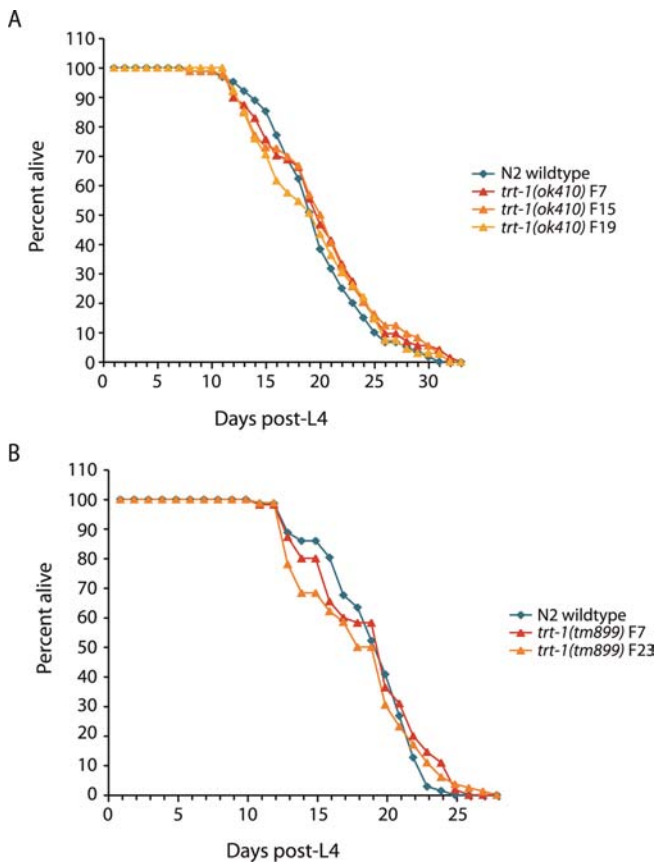 A
110
100
90
80
70
60
50
40
30
20
10
0
Percent alive
0 5 10 15 20 25 30
Days post-L4
N2 wildtype
trt-1(ok410) F7
trt-1(ok410) F15
trt-1(ok410) F19
B
110
100
90
80
70
60
50
40
30
20
10
0
Percent alive
0 5 10 15 20 25
Days post-L4
N2 wildtype
trt-1(tm899) F7
trt-1(tm899) F23